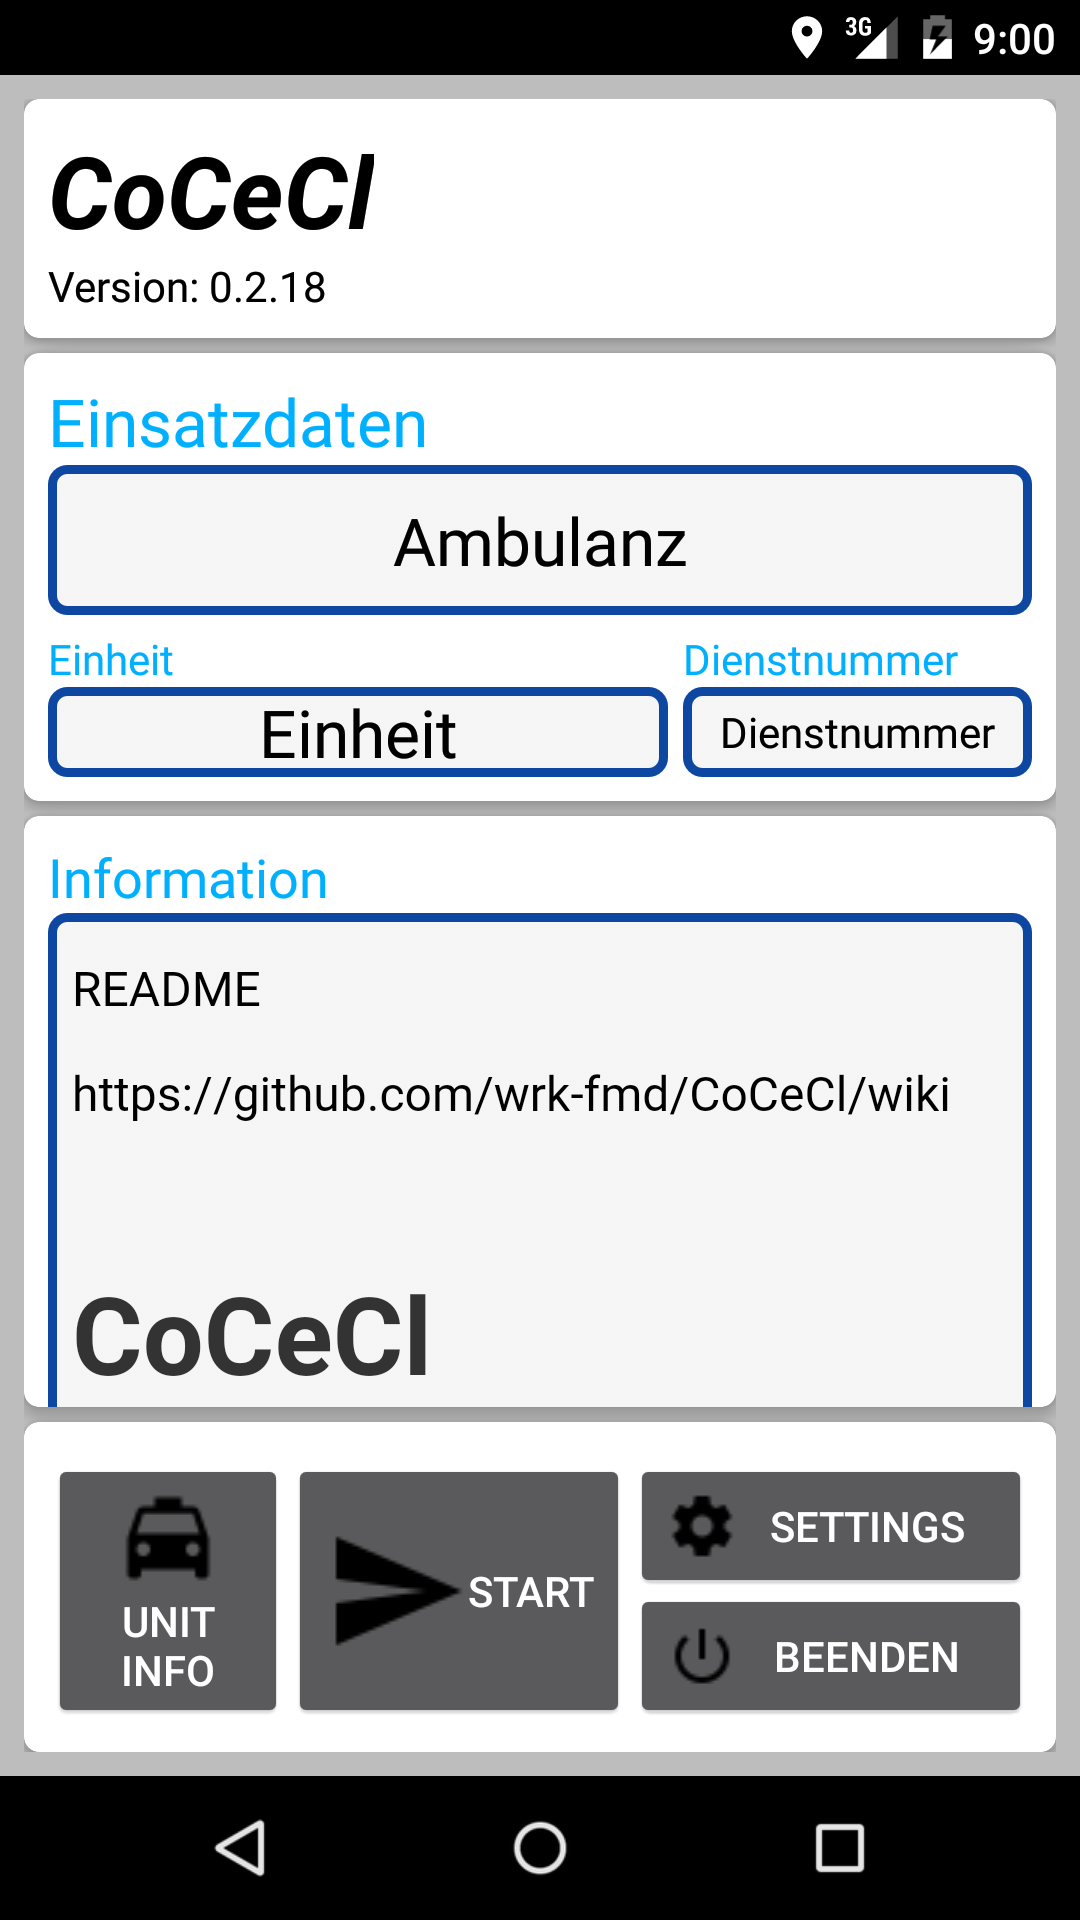 3G 9:00
CoCeCl
Version: 0.2.18
Einsatzdaten
Ambulanz
Einheit Dienstnummer
Einheit Dienstnummer
Information
README
https://github.com/wrk-fmd/CoCeCl/wiki
CoCeCl
UNIT
INFO
START
SETTINGS
BEENDEN